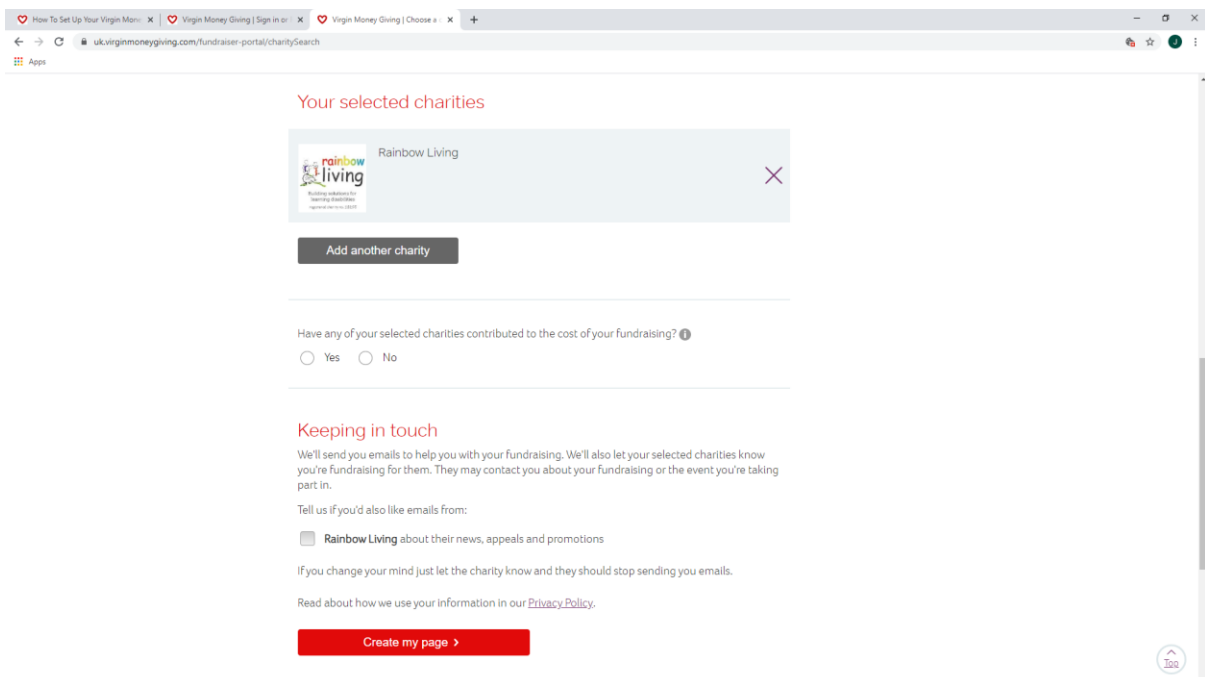 How To Set Up Your Virgin Mone
Virgin Money Giving | Sign in or
Virgin Money Giving | Choose a
uk.virginmoneygiving.com/fundraiser-portal/charitySearch
J
Apps
Your selected charities
rainbow
living
Building solutions for
learning disabilities
Rainbow Living
Add another charity
Have any of your selected charities contributed to the cost of your fundraising? i
Yes No
Keeping in touch
We'll send you emails to help you with your fundraising. We'll also let your selected charities know
you're fundraising for them. They may contact you about your fundraising or the event you're taking
part in.
Tell us if you'd also like emails from:
Rainbow Living about their news, appeals and promotions
If you change your mind just let the charity know and they should stop sending you emails.
Read about how we use your information in our Privacy Policy.
Create my page >
Top